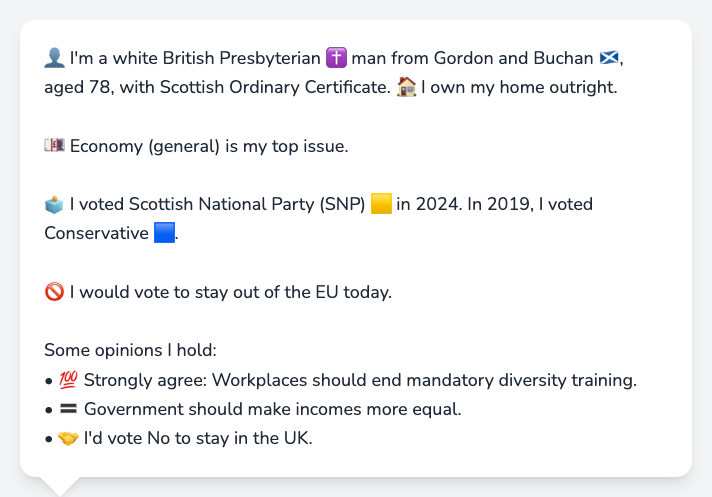 👤 I'm a white British Presbyterian ✝️ man from Gordon and Buchan 🏴󠁧󠁢󠁳󠁣󠁴󠁿,
aged 78, with Scottish Ordinary Certificate. 🏠 I own my home outright.
💷 Economy (general) is my top issue.
🗳️ I voted Scottish National Party (SNP) 🟨 in 2024. In 2019, I voted
Conservative 🟦.
🚫 I would vote to stay out of the EU today.
Some opinions I hold:
• 💯 Strongly agree: Workplaces should end mandatory diversity training.
• 🟰 Government should make incomes more equal.
• 🤝 I'd vote No to stay in the UK.